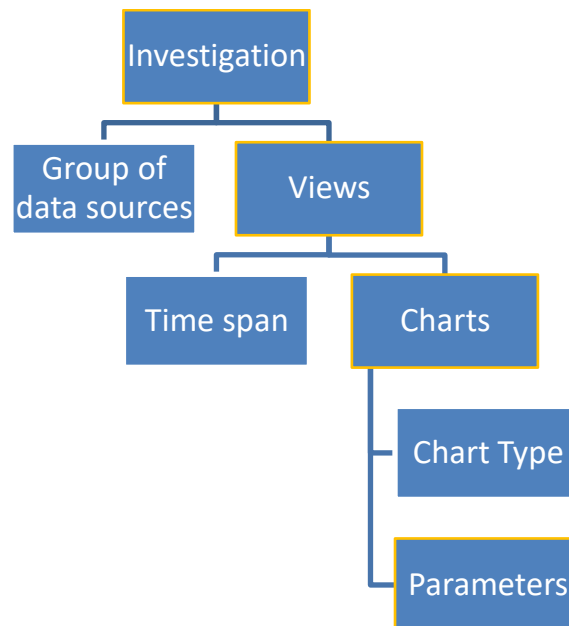 Investigation
Group of
data sources
Views
Time span
Charts
Chart Type
Parameters